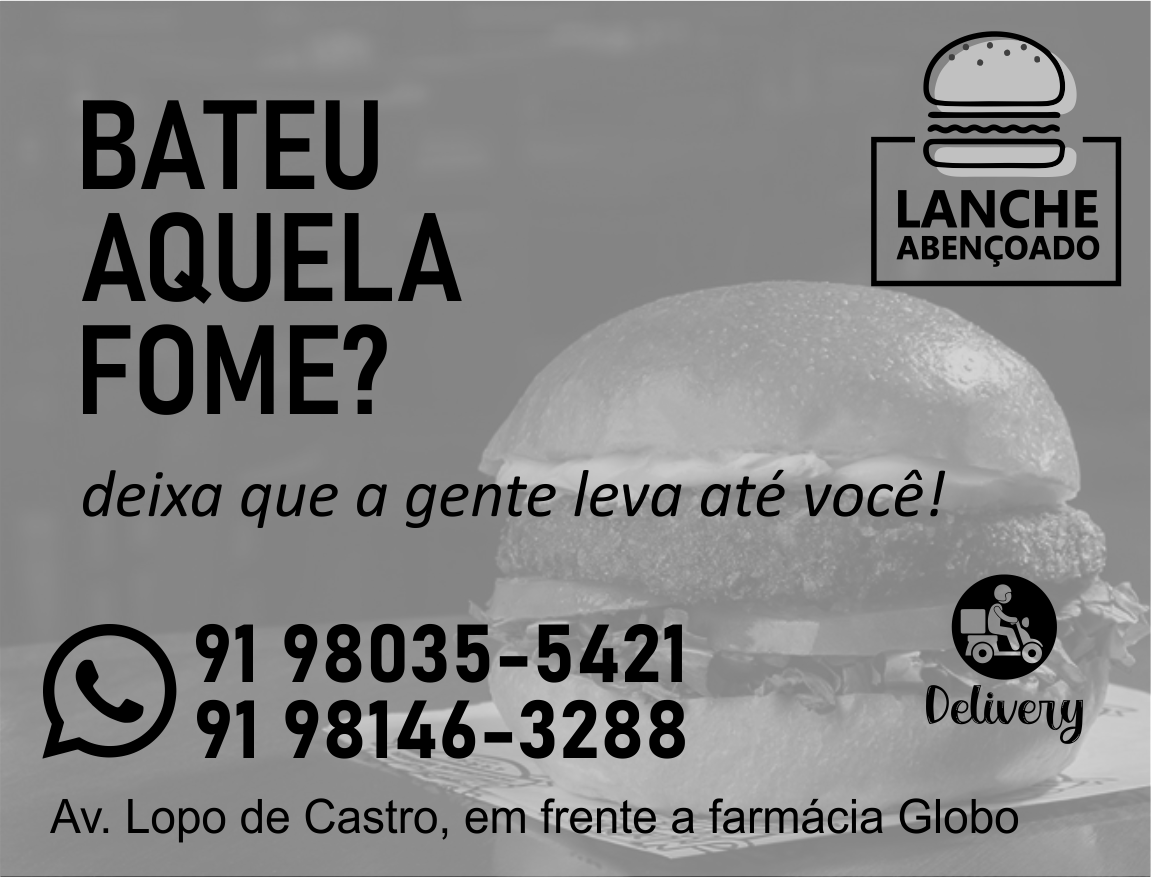 LANCHE
ABENÇOADO
BATEU
AQUELA
FOME?
deixa que a gente leva até você!
91 98035-5421
91 98146-3288
Delivery
Av. Lopo de Castro, em frente a farmácia Globo